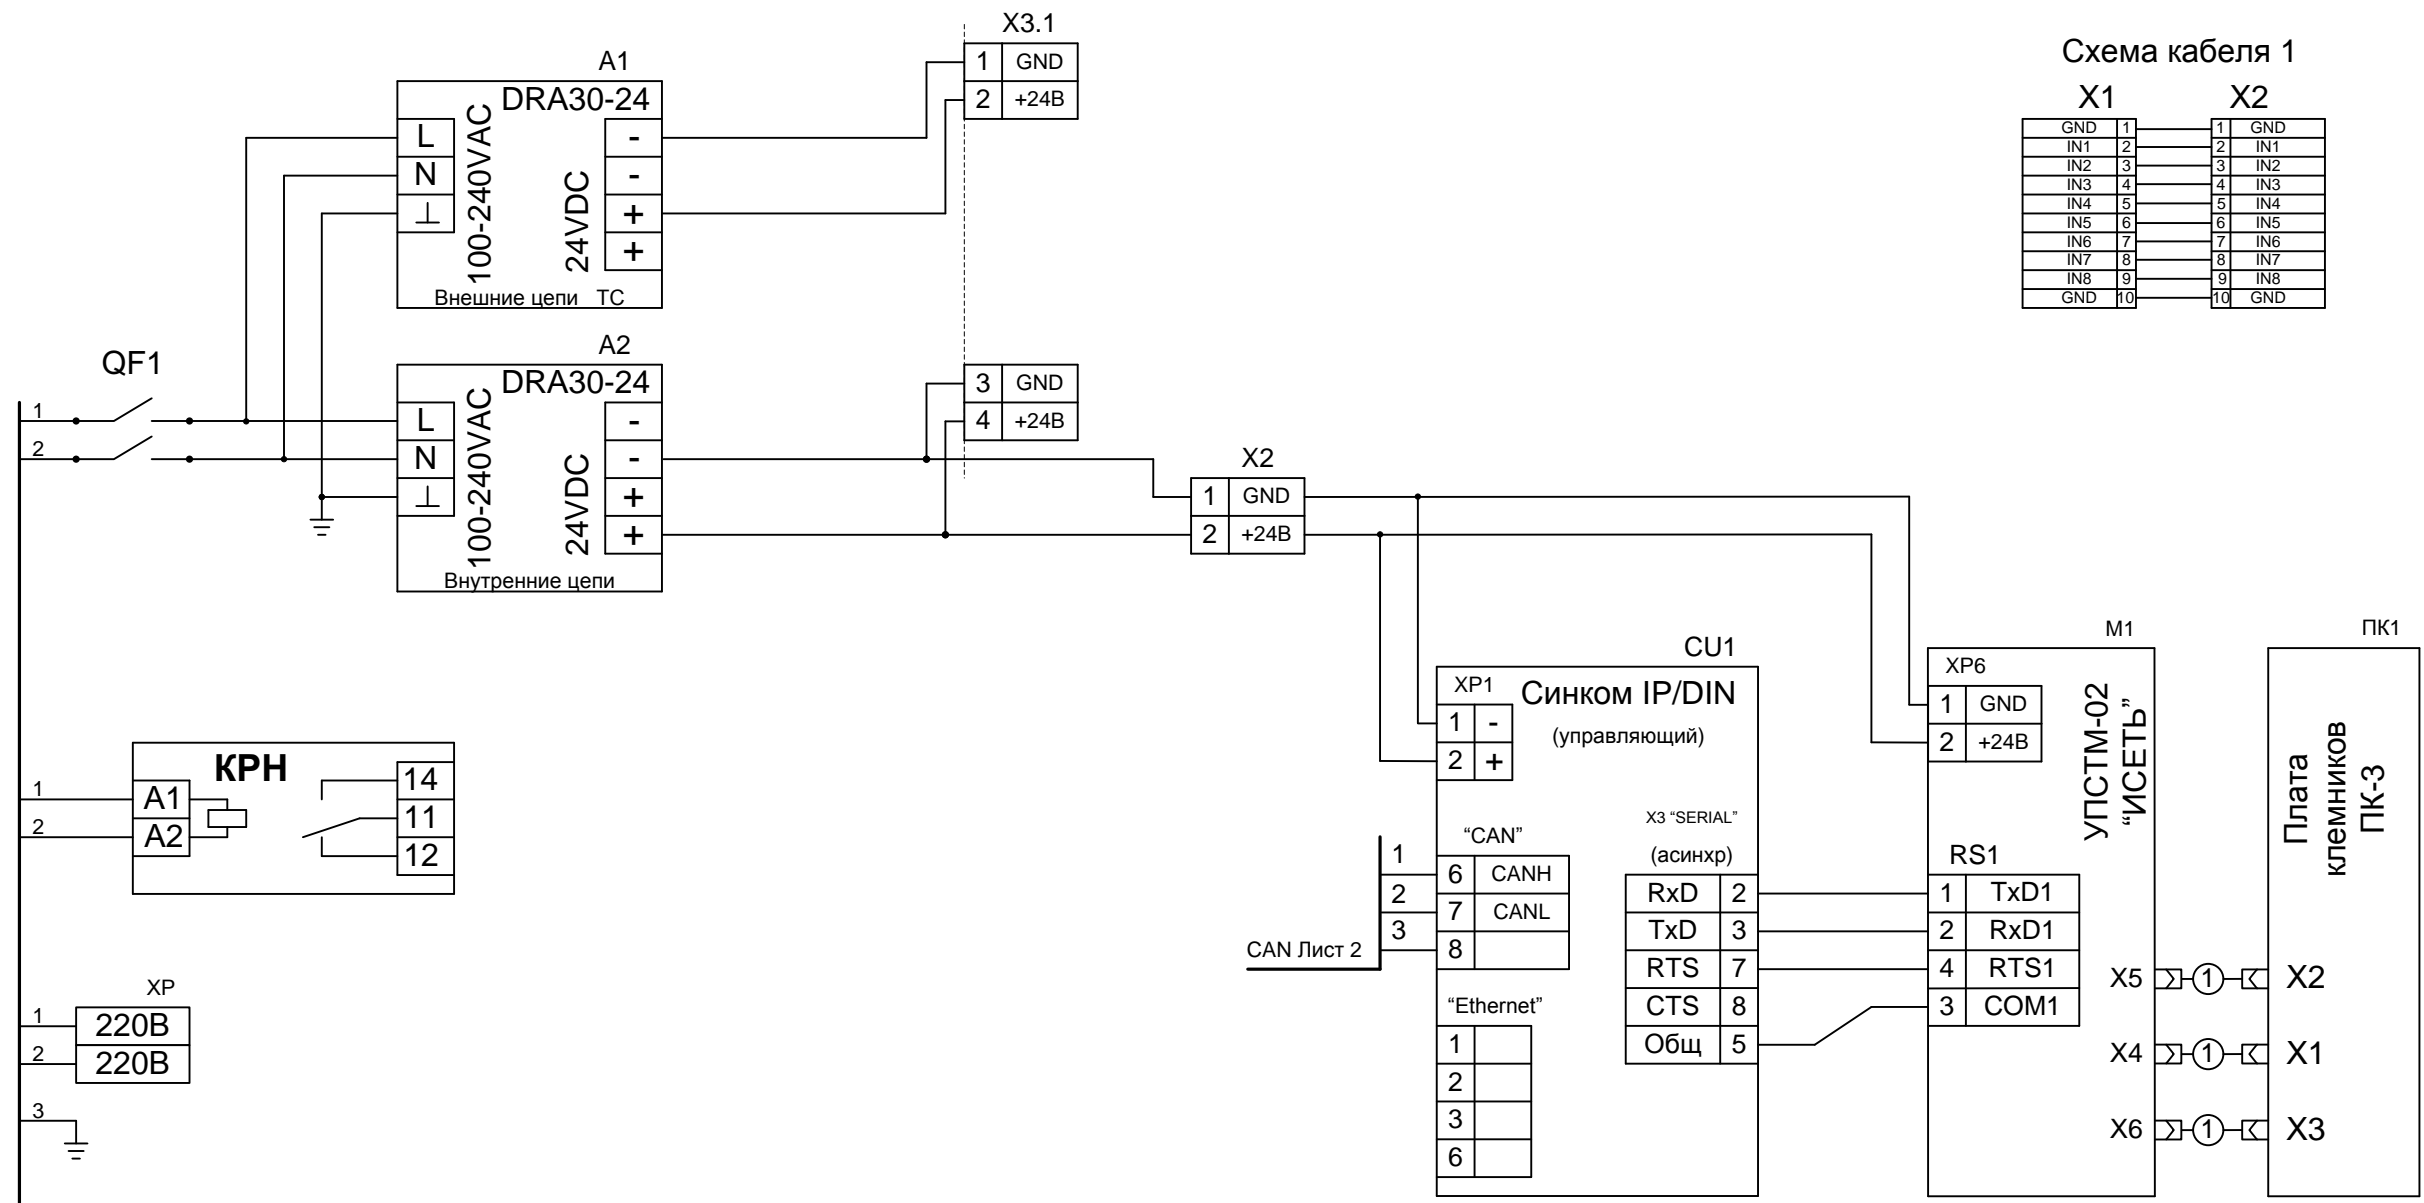 X3.1
1 GND
2 +24В
A1
DRA30-24
L
N
⊥
100-240VAC
24VDC
-
-
+
+
Внешние цепи ТС
Схема кабеля 1
X1 X2
GND 1 1 GND
IN1 2 2 IN1
IN2 3 3 IN2
IN3 4 4 IN3
IN4 5 5 IN4
IN5 6 6 IN5
IN6 7 7 IN6
IN7 8 8 IN7
IN8 9 9 IN8
GND 10 10 GND
QF1
1
2
A2
DRA30-24
L
N
⊥
100-240VAC
24VDC
-
-
+
+
Внутренние цепи
3 GND
4 +24В
X2
1 GND
2 +24В
КРН
1 A1
2 A2
14
11
12
XP
1 220В
2 220В
3
CU1
XP1
1 -
2 +
Синком IP/DIN
(управляющий)
X3 “SERIAL”
(асинхр)
“CAN”
1 6 CANH
2 7 CANL
3 8
CAN Лист 2
RxD 2
TxD 3
RTS 7
CTS 8
Общ 5
“Ethernet”
1
2
3
6
М1
XP6
1 GND
2 +24В
УПСТМ-02
“ИСЕТЬ”
RS1
1 TxD1
2 RxD1
4 RTS1
3 COM1
ПК1
Плата
клемников
ПК-3
X5 1 X2
X4 1 X1
X6 1 X3